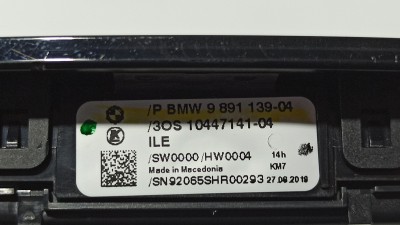 /P BMW 9 891 139-04
/3OS 10447141-04
ILE
/SW0000/HW0004 14h
Made in Macedonia KM7
/SN92065SHR00293 27.08.2019